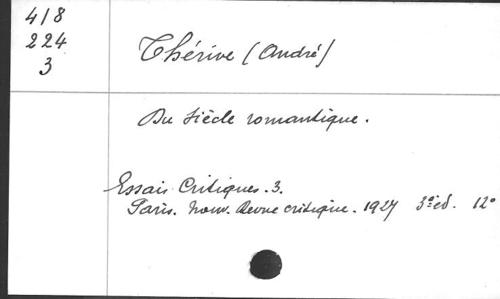 418
224
3
Thérive (André)
Du siècle romantique.
Essais Critiques. 3.
Paris. Nouv. Revue critique. 1927 3e éd. 12°